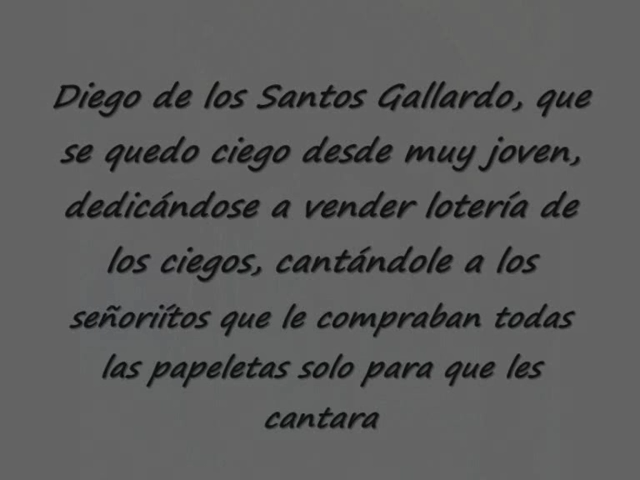 Diego de los Santos Gallardo, que
se quedo ciego desde muy joven,
dedicándose a vender lotería de
los ciegos, cantándole a los
señoriítos que le compraban todas
las papeletas solo para que les
cantara